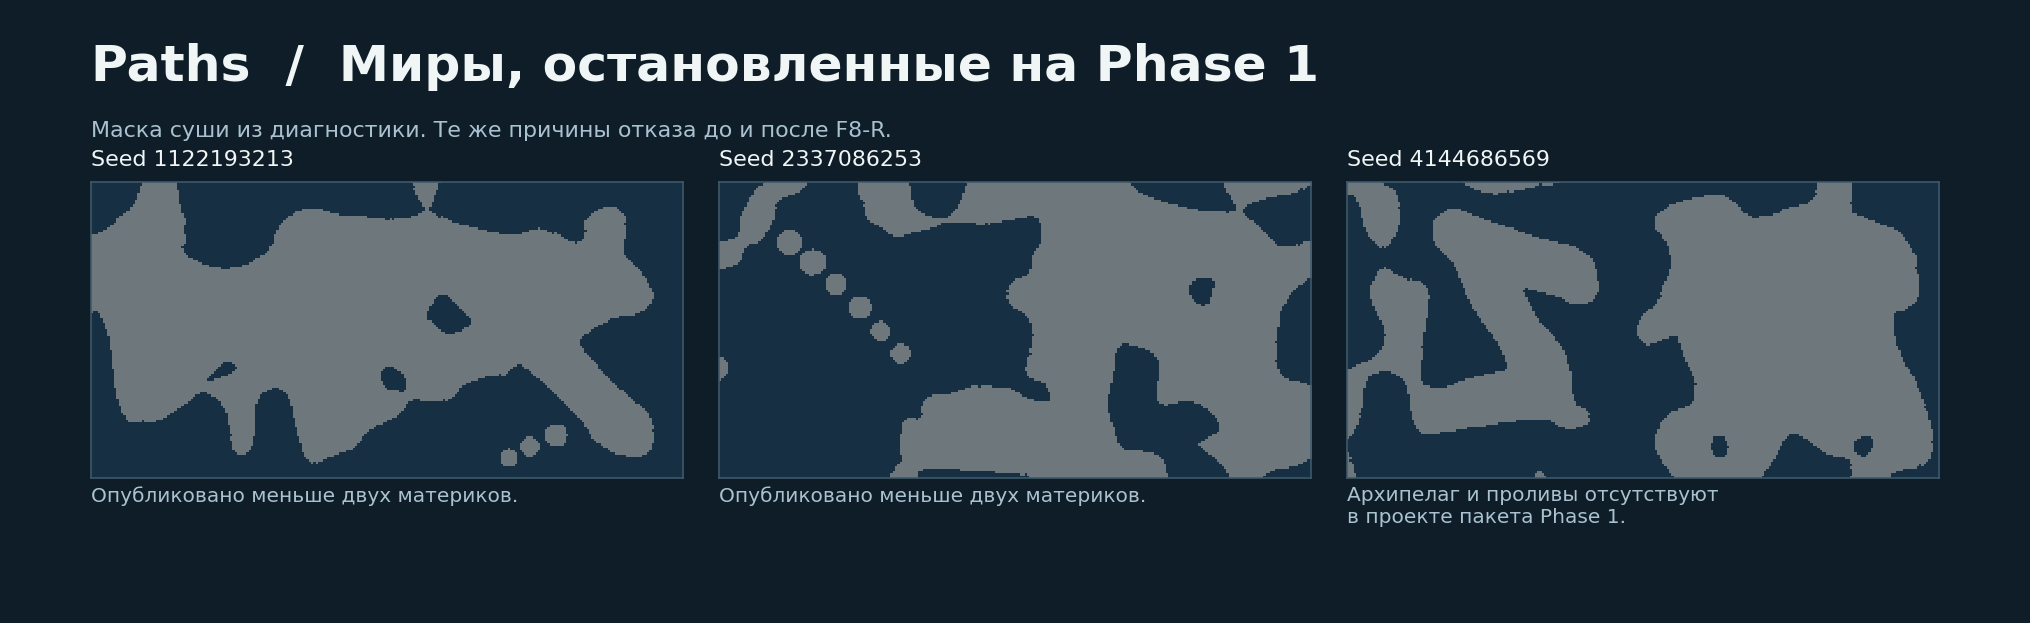 Paths / Миры, остановленные на Phase 1
Маска суши из диагностики. Те же причины отказа до и после F8-R.
Seed 1122193213
Seed 2337086253
Seed 4144686569
Опубликовано меньше двух материков.
Опубликовано меньше двух материков.
Архипелаг и проливы отсутствуют
в проекте пакета Phase 1.